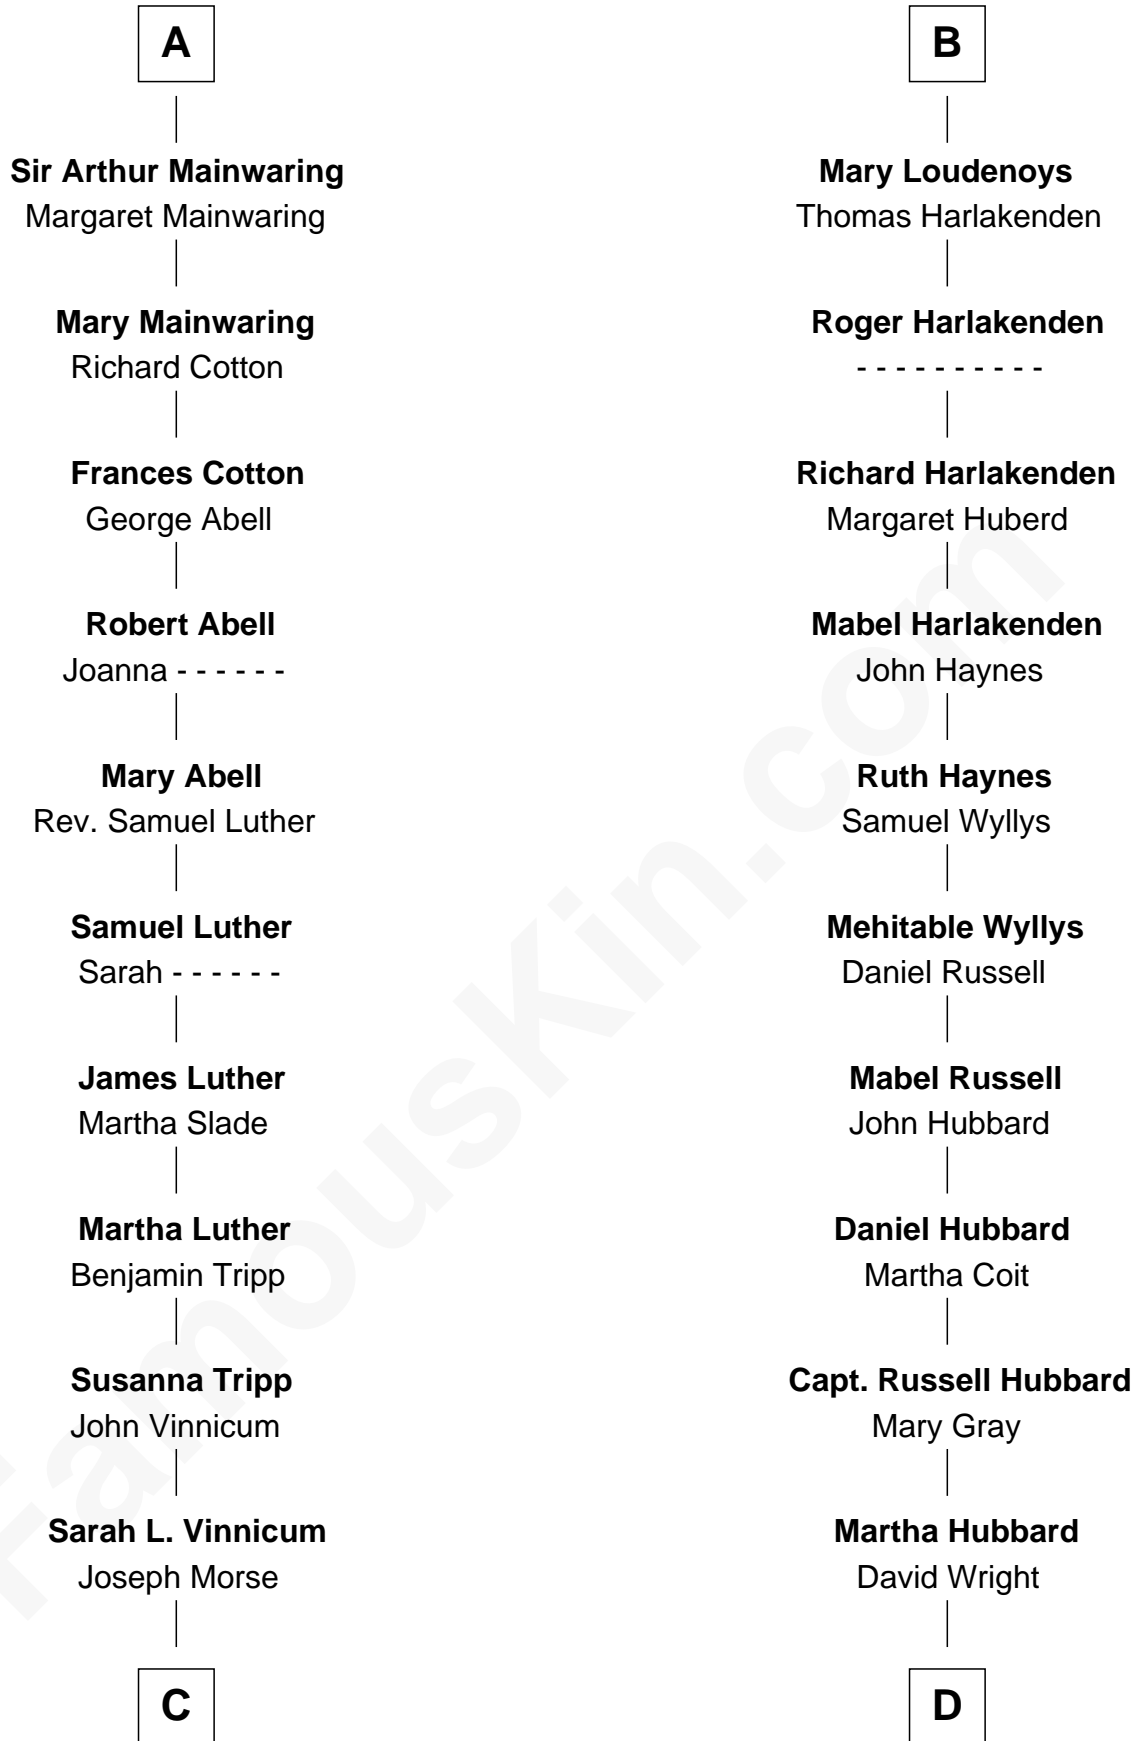 A
Sir Arthur Mainwaring
Margaret Mainwaring
Mary Mainwaring
Richard Cotton
Frances Cotton
George Abell
Robert Abell
Joanna - - - - - -
Mary Abell
Rev. Samuel Luther
Samuel Luther
Sarah - - - - - -
James Luther
Martha Slade
Martha Luther
Benjamin Tripp
Susanna Tripp
John Vinnicum
Sarah L. Vinnicum
Joseph Morse
C
B
Mary Loudenoys
Thomas Harlakenden
Roger Harlakenden
- - - - - - - - - -
Richard Harlakenden
Margaret Huberd
Mabel Harlakenden
John Haynes
Ruth Haynes
Samuel Wyllys
Mehitable Wyllys
Daniel Russell
Mabel Russell
John Hubbard
Daniel Hubbard
Martha Coit
Capt. Russell Hubbard
Mary Gray
Martha Hubbard
David Wright
D
FamousKin.com